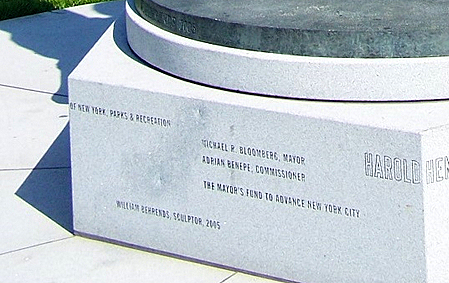 OF NEW YORK, PARKS & RECREATION
MICHAEL R. BLOOMBERG, MAYOR
ADRIAN BENEPE, COMMISSIONER
THE MAYOR'S FUND TO ADVANCE NEW YORK CITY
WILLIAM BEHRENDS, SCULPTOR, 2005
HAROLD HEN